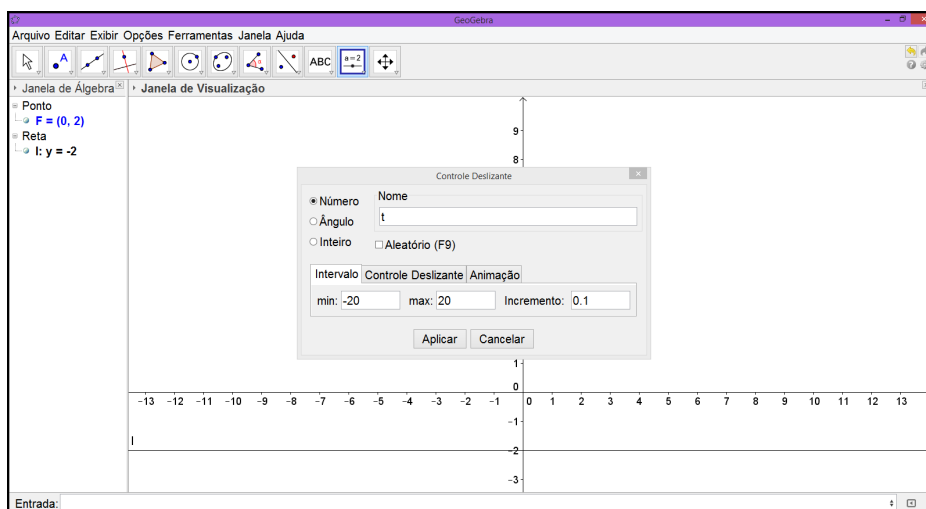 GeoGebra
Arquivo Editar Exibir Opções Ferramentas Janela Ajuda
A α ABC a=2
Janela de Álgebra Janela de Visualização
Ponto
F = (0, 2)
Reta
l: y = -2
9
8
Controle Deslizante
Número
Ângulo
Inteiro
Nome
t
Aleatório (F9)
Intervalo Controle Deslizante Animação
min: -20 max: 20 Incremento: 0.1
Aplicar Cancelar
1
0
-13 -12 -11 -10 -9 -8 -7 -6 -5 -4 -3 -2 -1 0 1 2 3 4 5 6 7 8 9 10 11 12 13
-1
l
-2
-3
Entrada: